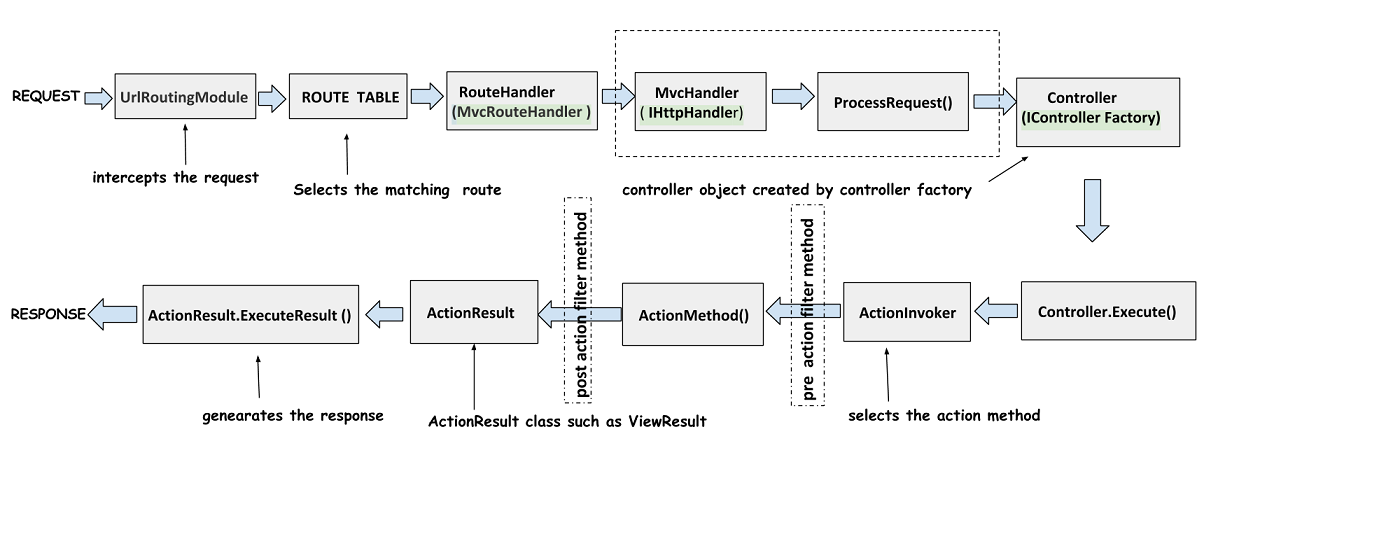 REQUEST
UrlRoutingModule
ROUTE TABLE
RouteHandler
(MvcRouteHandler )
MvcHandler
( IHttpHandler)
ProcessRequest()
Controller
(IController Factory)
intercepts the request
Selects the matching route
controller object created by controller factory
post action filter method
pre action filter method
RESPONSE
ActionResult.ExecuteResult ()
ActionResult
ActionMethod()
ActionInvoker
Controller.Execute()
genearates the response
ActionResult class such as ViewResult
selects the action method